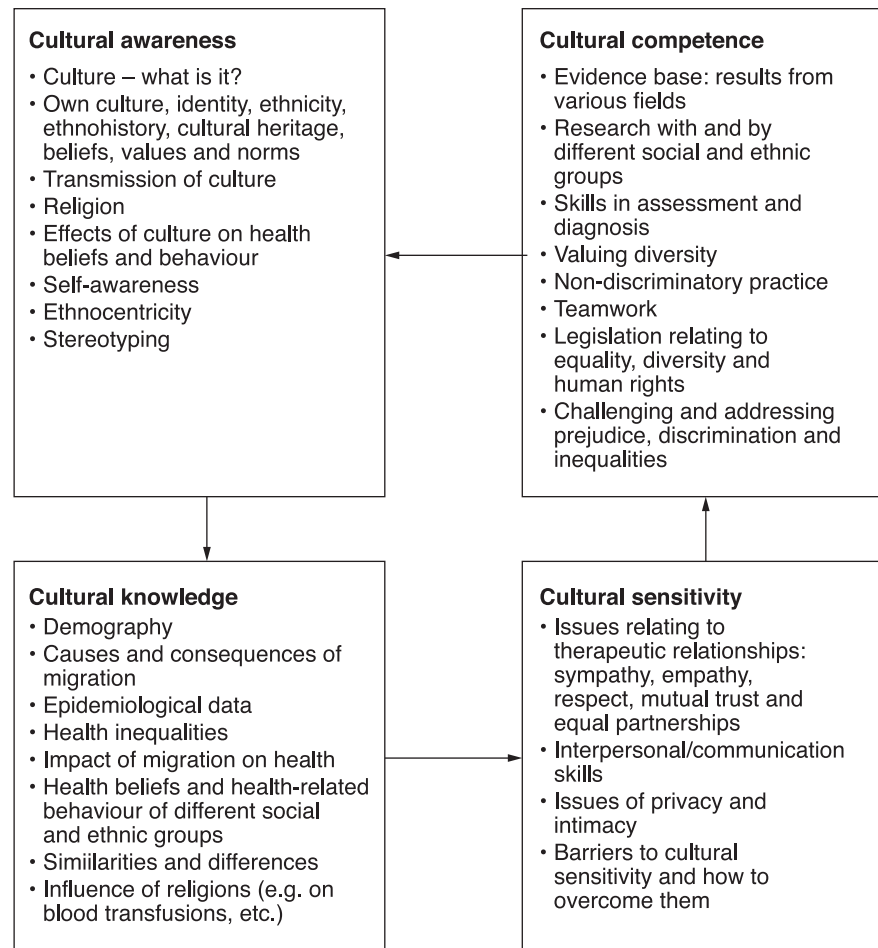 Cultural awareness
• Culture – what is it?
• Own culture, identity, ethnicity,
ethnohistory, cultural heritage,
beliefs, values and norms
• Transmission of culture
• Religion
• Effects of culture on health
beliefs and behaviour
• Self-awareness
• Ethnocentricity
• Stereotyping
Cultural competence
• Evidence base: results from
various fields
• Research with and by
different social and ethnic
groups
• Skills in assessment and
diagnosis
• Valuing diversity
• Non-discriminatory practice
• Teamwork
• Legislation relating to
equality, diversity and
human rights
• Challenging and addressing
prejudice, discrimination and
inequalities
Cultural knowledge
• Demography
• Causes and consequences of
migration
• Epidemiological data
• Health inequalities
• Impact of migration on health
• Health beliefs and health-related
behaviour of different social
and ethnic groups
• Simiilarities and differences
• Influence of religions (e.g. on
blood transfusions, etc.)
Cultural sensitivity
• Issues relating to
therapeutic relationships:
sympathy, empathy,
respect, mutual trust and
equal partnerships
• Interpersonal/communication
skills
• Issues of privacy and
intimacy
• Barriers to cultural
sensitivity and how to
overcome them